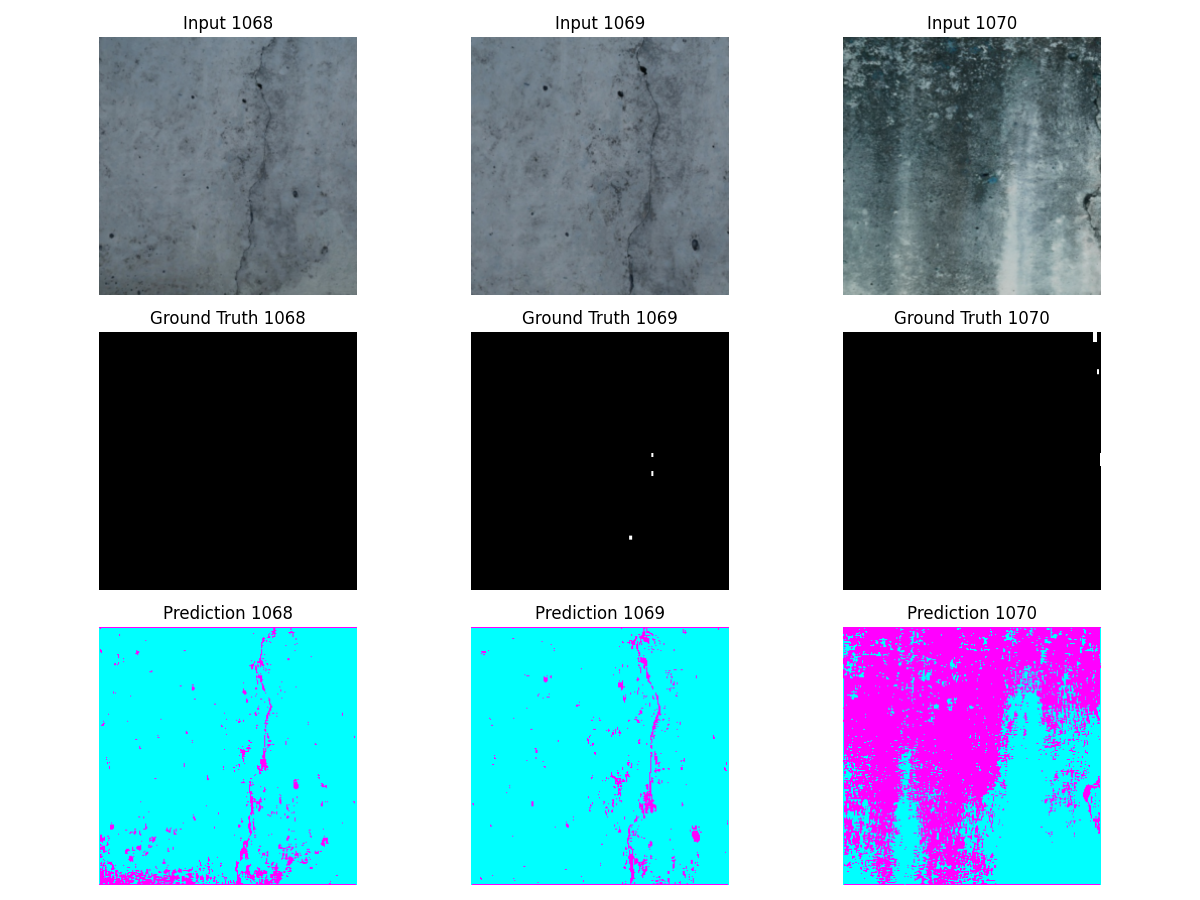 Input 1068
Input 1069
Input 1070
Ground Truth 1068
Ground Truth 1069
Ground Truth 1070
Prediction 1068
Prediction 1069
Prediction 1070